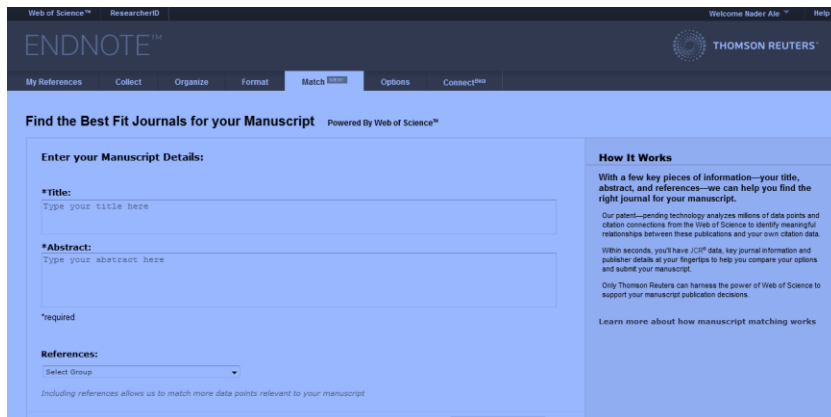 Web of Science™ ResearcherID Welcome Nader Ale Help
ENDNOTE™ THOMSON REUTERS
My References Collect Organize Format Match Options Connect
Find the Best Fit Journals for your Manuscript Powered By Web of Science™
Enter your Manuscript Details:
*Title:
Type your title here
*Abstract:
Type your abstract here
*required
References:
Select Group
Including references allows us to match more data points relevant to your manuscript
How It Works
With a few key pieces of information—your title,
abstract, and references—we can help you find the
right journal for your manuscript.
Our patent—pending technology analyzes millions of data points and
citation connections from the Web of Science to identify meaningful
relationships between these publications and your own citation data.
Within seconds, you'll have JCR® data, key journal information and
publisher details at your fingertips to help you compare your options
and submit your manuscript.
Only Thomson Reuters can harness the power of Web of Science to
support your manuscript publication decisions.
Learn more about how manuscript matching works